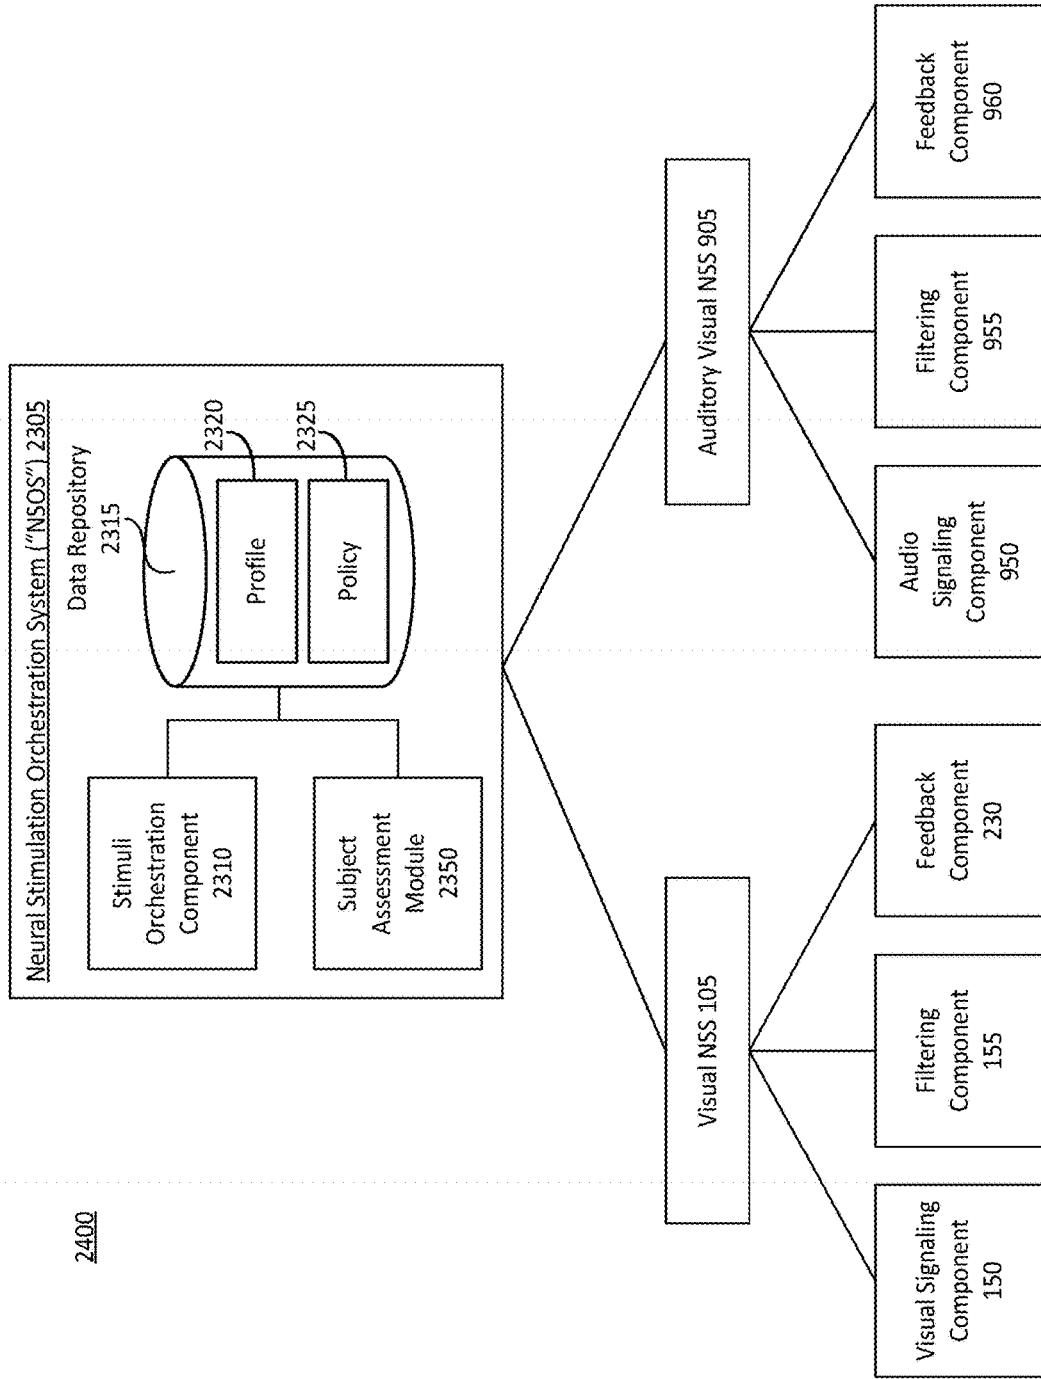 2400
Neural Stimulation Orchestration System ("NSOS") 2305
Stimuli
Orchestration
Component
2310
Subject
Assessment
Module
2350
Data Repository
2315
Profile
2320
Policy
2325
Visual NSS 105
Auditory Visual NSS 905
Visual Signaling
Component
150
Filtering
Component
155
Feedback
Component
230
Audio
Signaling
Component
950
Filtering
Component
955
Feedback
Component
960